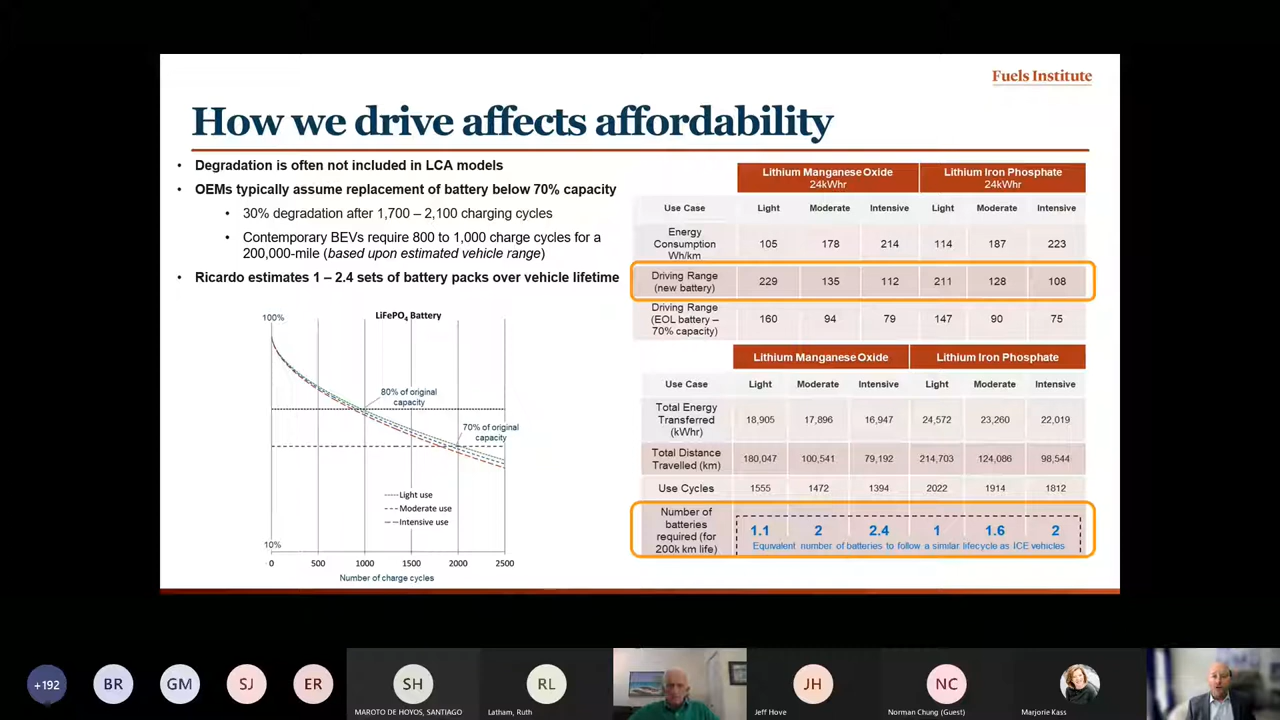 Fuels Institute
How we drive affects affordability
• Degradation is often not included in LCA models
• OEMs typically assume replacement of battery below 70% capacity
• 30% degradation after 1,700 – 2,100 charging cycles
• Contemporary BEVs require 800 to 1,000 charge cycles for a
200,000-mile (based upon estimated vehicle range)
• Ricardo estimates 1 – 2.4 sets of battery packs over vehicle lifetime
LiFePO4 Battery
100%
80% of original
capacity
70% of original
capacity
Light use
Moderate use
Intensive use
10%
0 500 1000 1500 2000 2500
Number of charge cycles
Lithium Manganese Oxide Lithium Iron Phosphate
24kWhr 24kWhr
Use Case Light Moderate Intensive Light Moderate Intensive
Energy
Consumption 105 178 214 114 187 223
Wh/km
Driving Range
(new battery) 229 135 112 211 128 108
Driving Range
(EOL battery – 160 94 79 147 90 75
70% capacity)
Lithium Manganese Oxide Lithium Iron Phosphate
Use Case Light Moderate Intensive Light Moderate Intensive
Total Energy
Transferred 18,905 17,896 16,947 24,572 23,260 22,019
(kWhr)
Total Distance
Travelled (km) 180,047 100,541 79,192 214,703 124,086 98,544
Use Cycles 1555 1472 1394 2022 1914 1812
Number of
batteries
required (for
200k km life)
1.1 2 2.4 1 1.6 2
Equivalent number of batteries to follow a similar lifecycle as ICE vehicles
+192 BR GM SJ ER SH RL JH NC
MAROTO DE HOYOS, SANTIAGO Latham, Ruth Jeff Hove Norman Chung (Guest) Marjorie Kass